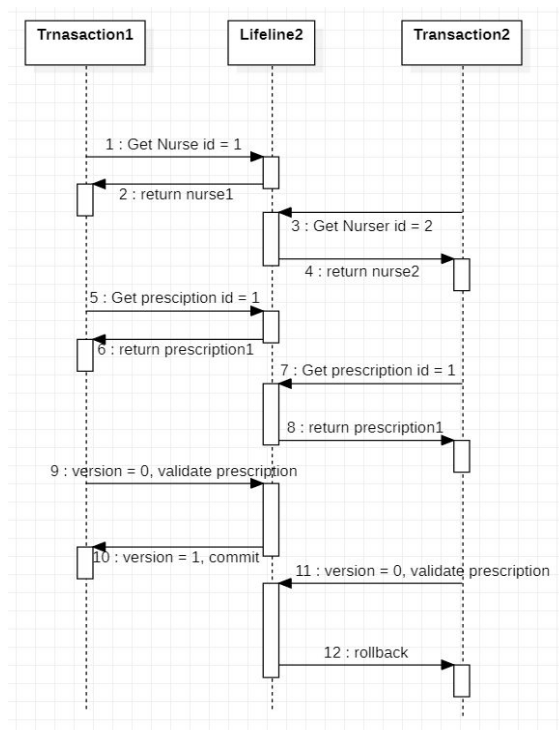 Trnasaction1
Lifeline2
Transaction2
1 : Get Nurse id = 1
2 : return nurse1
3 : Get Nurser id = 2
4 : return nurse2
5 : Get presciption id = 1
6 : return prescription1
7 : Get prescription id = 1
8 : return prescription1
9 : version = 0, validate prescription
10 : version = 1, commit
11 : version = 0, validate prescription
12 : rollback